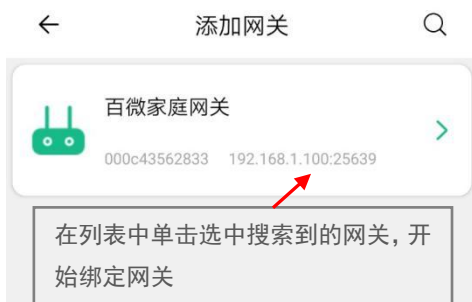 添加网关
百微家庭网关
000c43562833 192.168.1.100:25639
在列表中单击选中搜索到的网关，开
始绑定网关